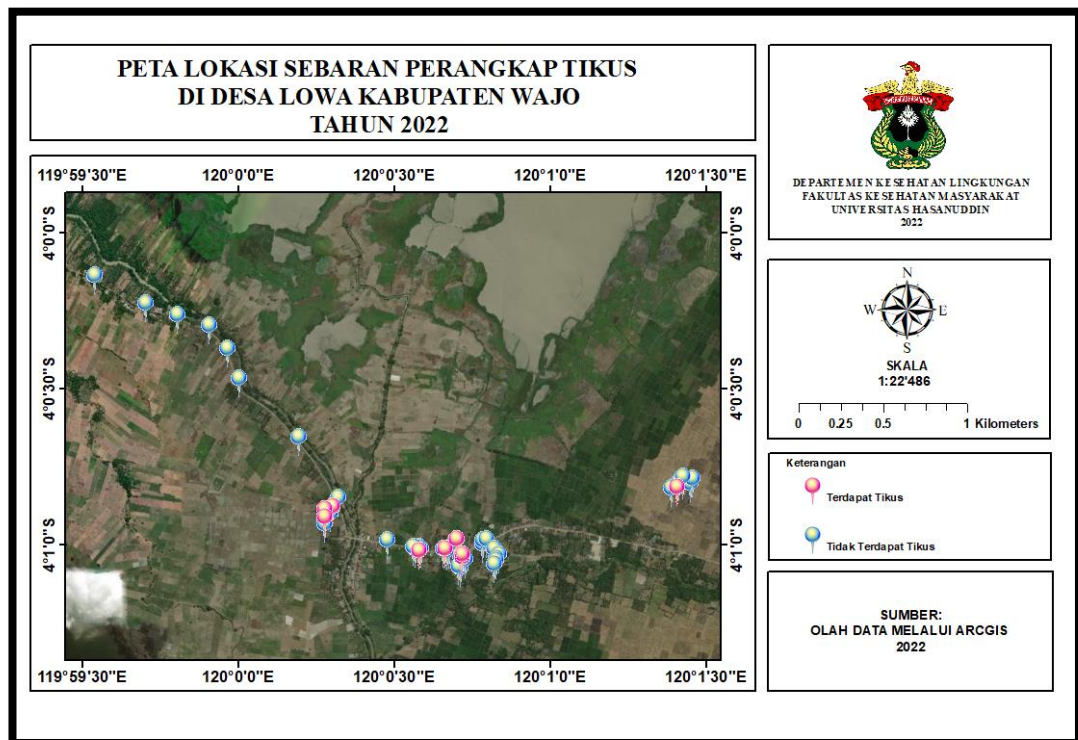 PETA LOKASI SEBARAN PERANGKAP TIKUS
DI DESA LOWA KABUPATEN WAJO
TAHUN 2022
119°59'30"E 120°0'0"E 120°0'30"E 120°1'0"E 120°1'30"E
4°0'0"S 4°0'0"S
4°0'30"S 4°0'30"S
4°1'0"S 4°1'0"S
119°59'30"E 120°0'0"E 120°0'30"E 120°1'0"E 120°1'30"E
DEPARTEMEN KESEHATAN LINGKUNGAN
FAKULTAS KESEHATAN MASYARAKAT
UNIVERSITAS HASANUDDIN
2022
N
W E
S
SKALA
1:22'486
0 0.25 0.5 1 Kilometers
Keterangan
Terdapat Tikus
Tidak Terdapat Tikus
SUMBER:
OLAH DATA MELALUI ARCGIS
2022